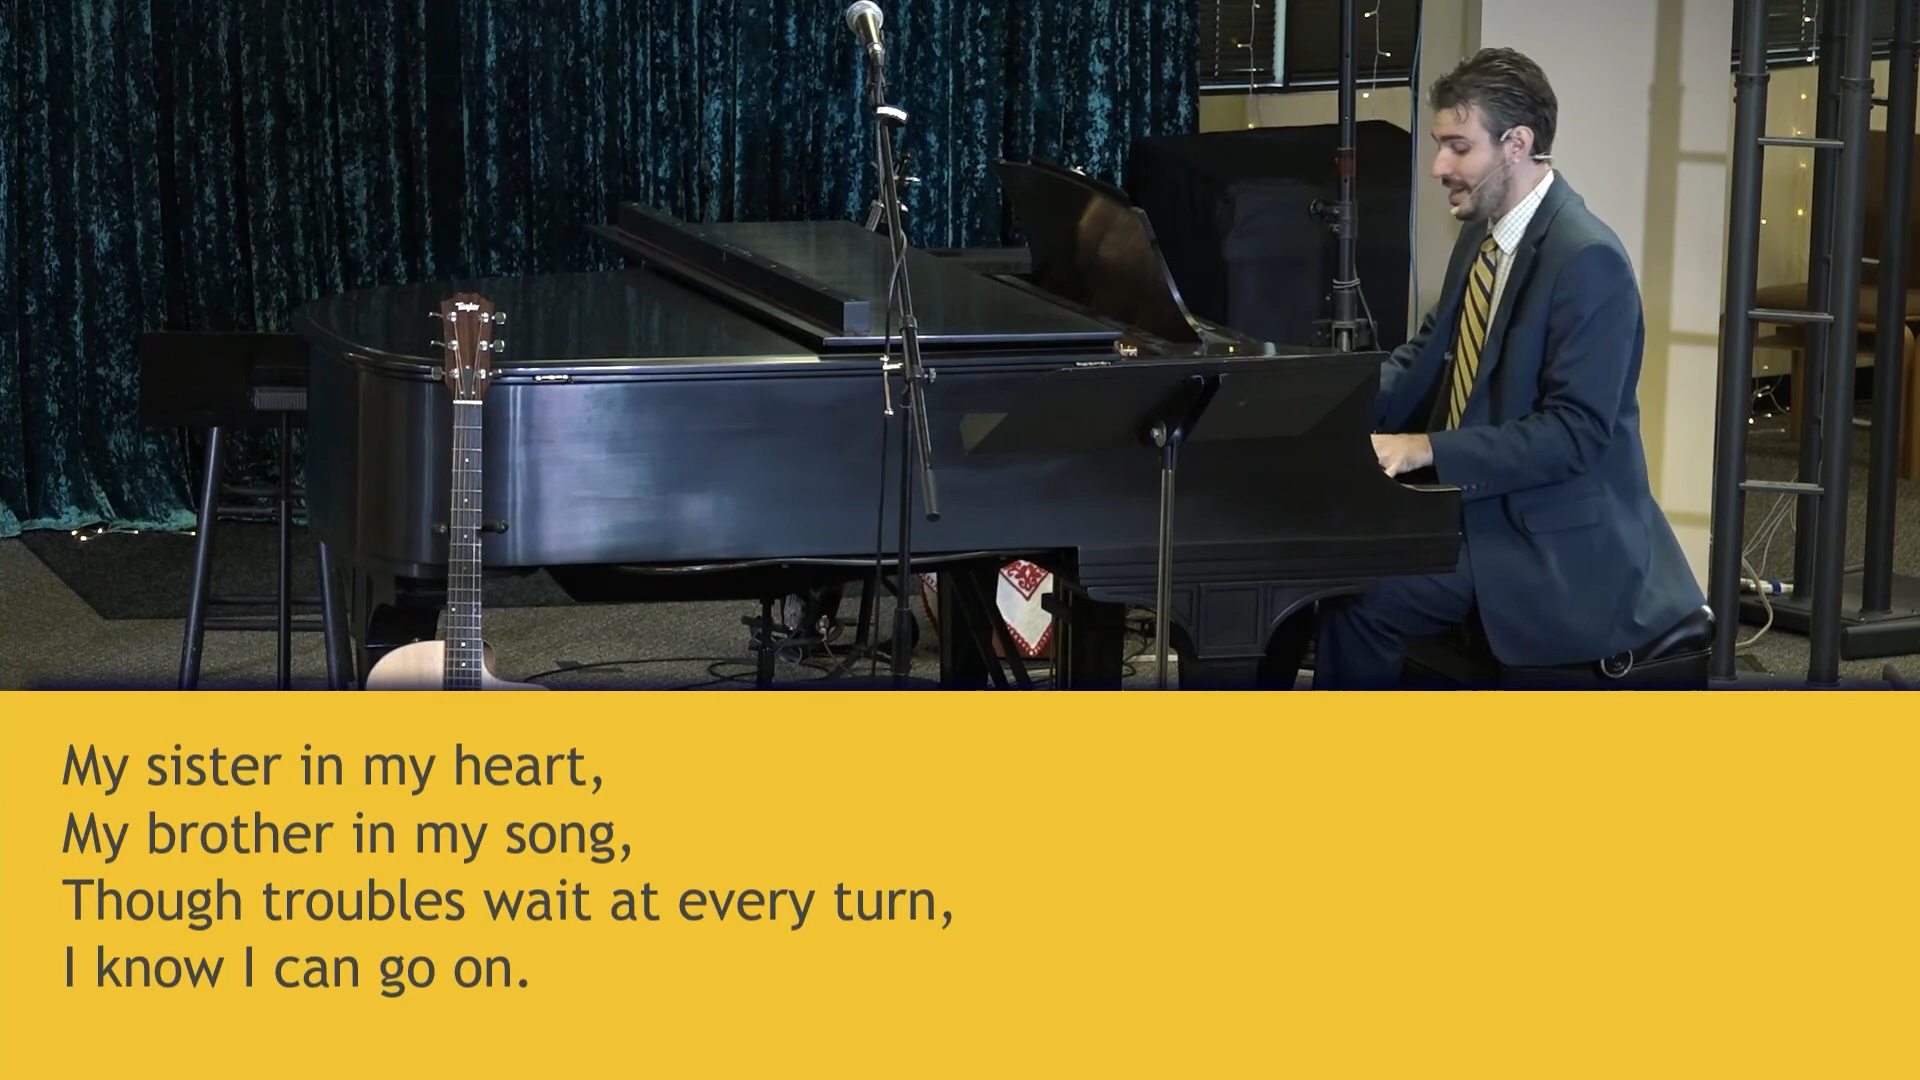 Taylor
My sister in my heart,
My brother in my song,
Though troubles wait at every turn,
I know I can go on.